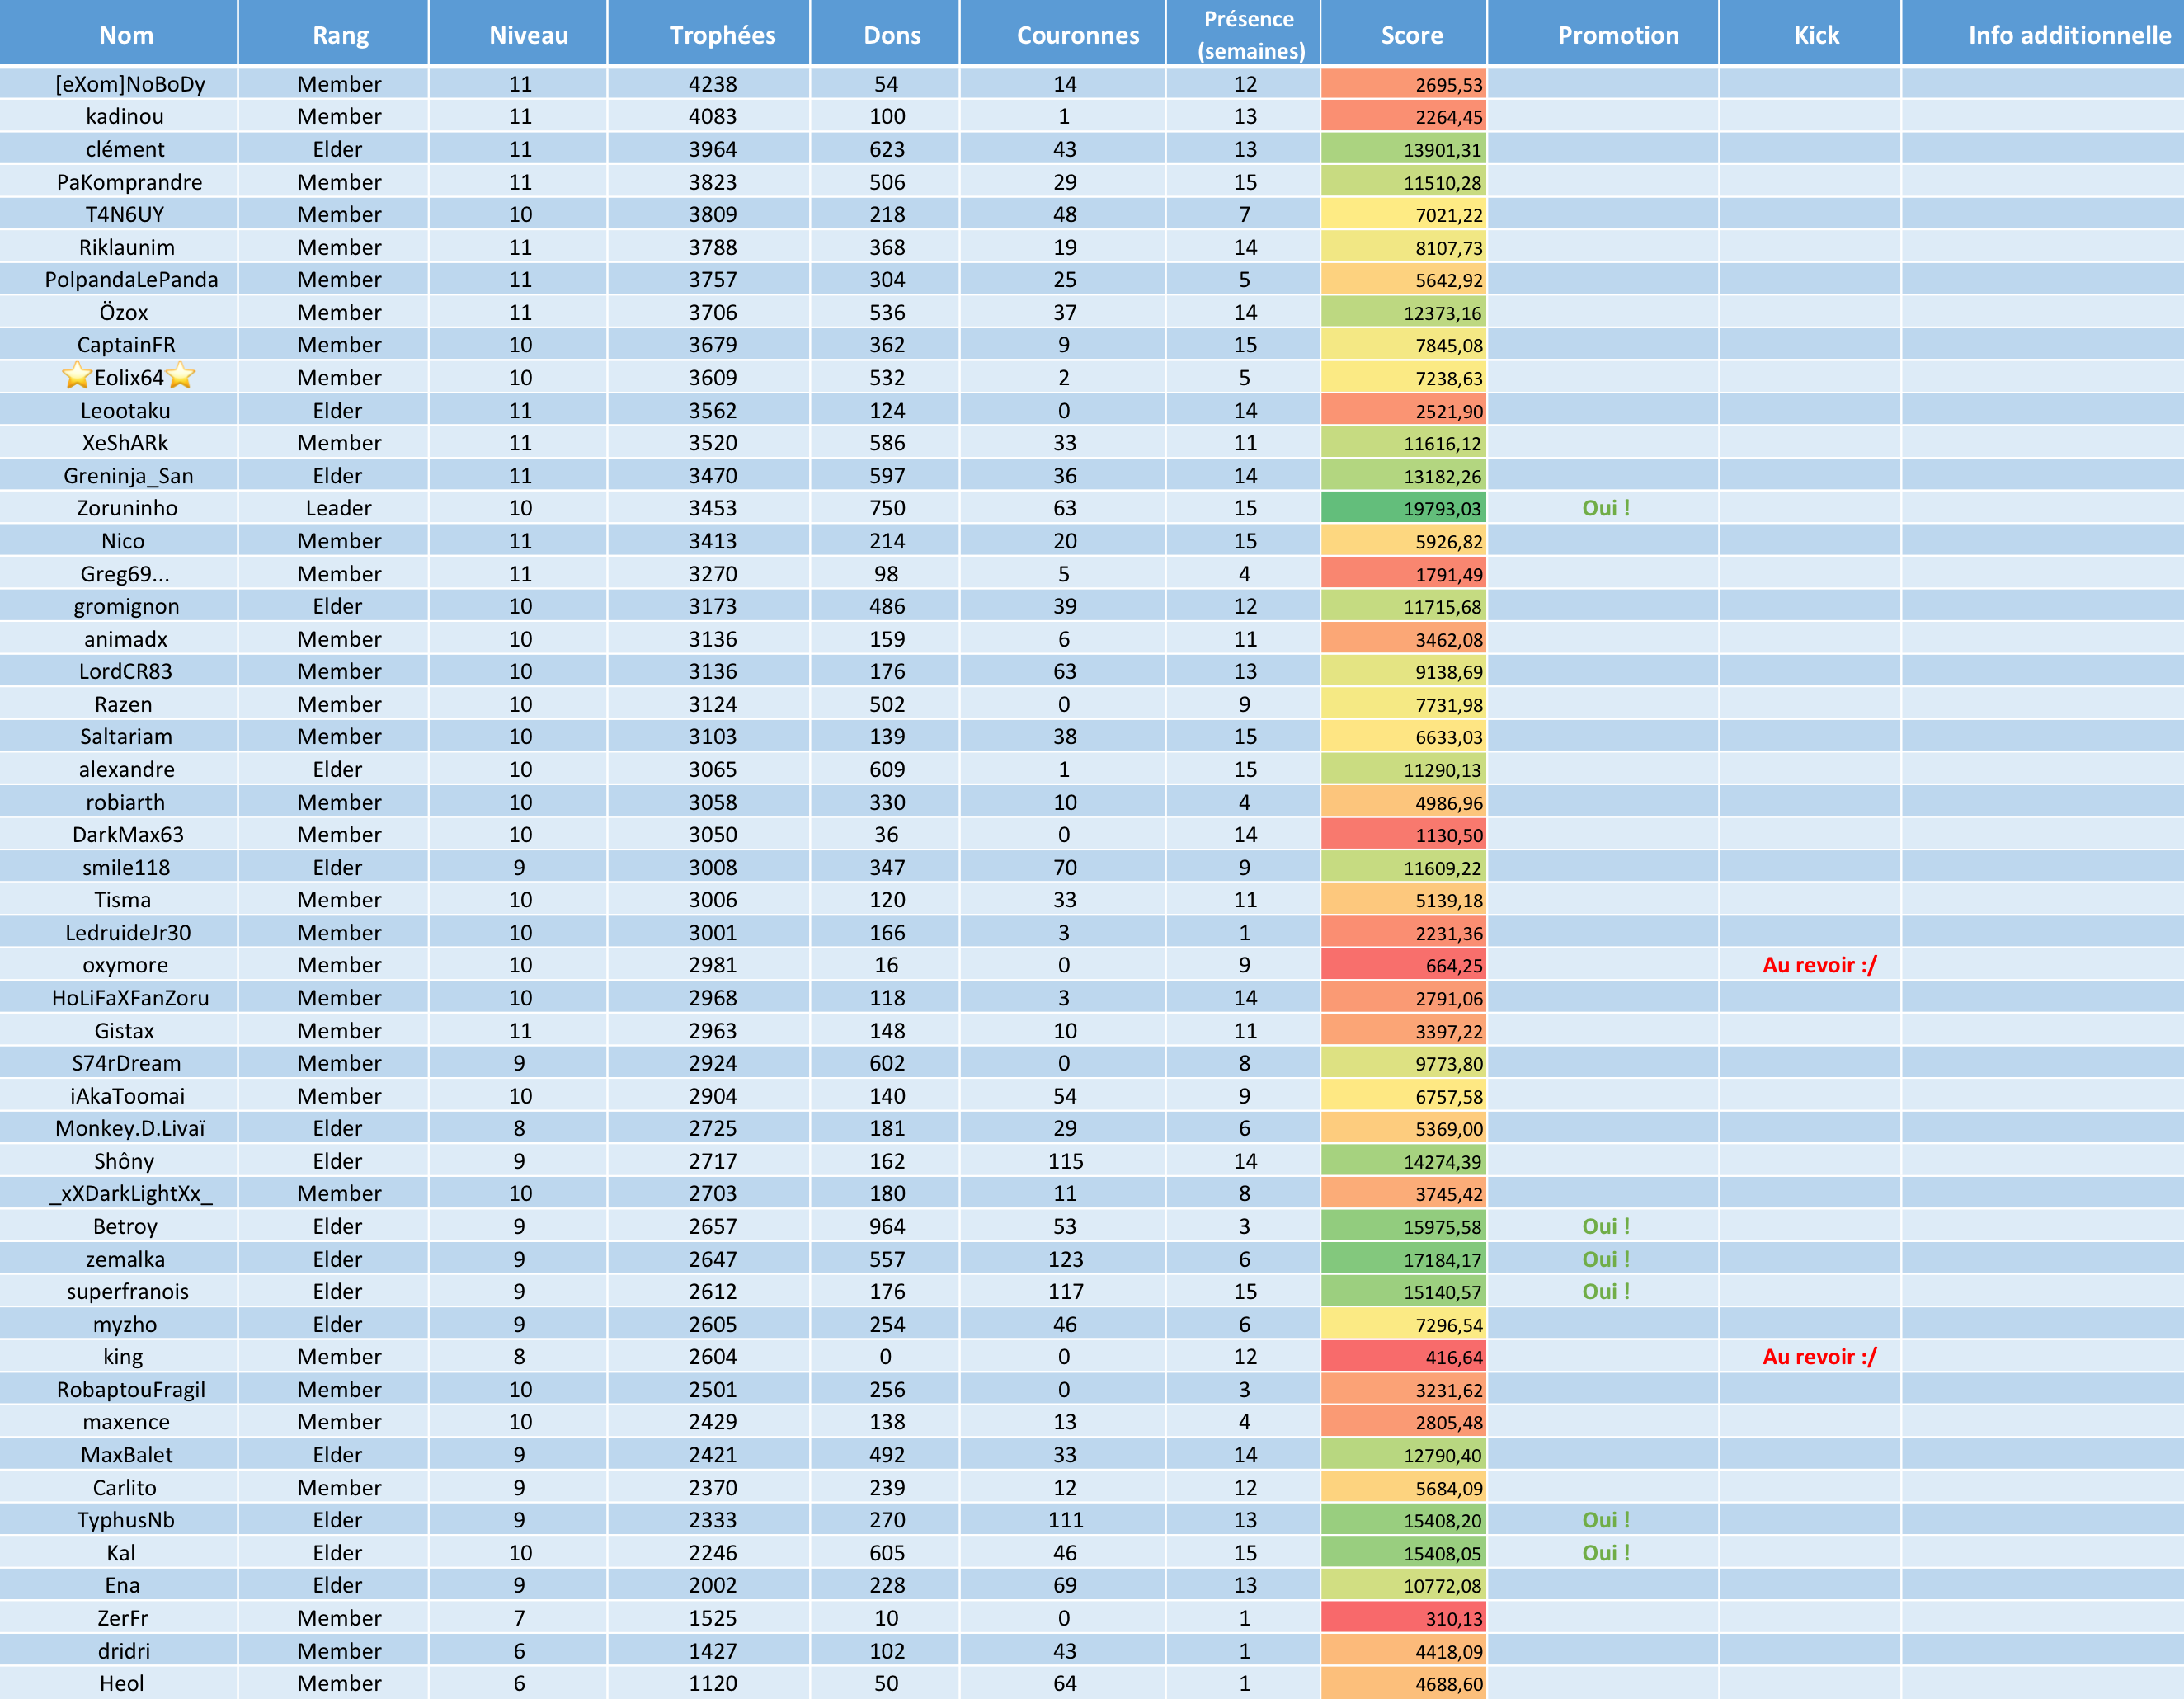 Nom Rang Niveau Trophées Dons Couronnes Présence (semaines) Score Promotion Kick Info additionnelle
[eXom]NoBoDy Member 11 4238 54 14 12 2695,53
kadinou Member 11 4083 100 1 13 2264,45
clément Elder 11 3964 623 43 13 13901,31
PaKomprandre Member 11 3823 506 29 15 11510,28
T4N6UY Member 10 3809 218 48 7 7021,22
Riklaunim Member 11 3788 368 19 14 8107,73
PolpandaLePanda Member 11 3757 304 25 5 5642,92
Özox Member 11 3706 536 37 14 12373,16
CaptainFR Member 10 3679 362 9 15 7845,08
⭐Eolix64⭐ Member 10 3609 532 2 5 7238,63
Leootaku Elder 11 3562 124 0 14 2521,90
XeShARk Member 11 3520 586 33 11 11616,12
Greninja_San Elder 11 3470 597 36 14 13182,26
Zoruninho Leader 10 3453 750 63 15 19793,03 Oui !
Nico Member 11 3413 214 20 15 5926,82
Greg69... Member 11 3270 98 5 4 1791,49
gromignon Elder 10 3173 486 39 12 11715,68
animadx Member 10 3136 159 6 11 3462,08
LordCR83 Member 10 3136 176 63 13 9138,69
Razen Member 10 3124 502 0 9 7731,98
Saltariam Member 10 3103 139 38 15 6633,03
alexandre Elder 10 3065 609 1 15 11290,13
robiarth Member 10 3058 330 10 4 4986,96
DarkMax63 Member 10 3050 36 0 14 1130,50
smile118 Elder 9 3008 347 70 9 11609,22
Tisma Member 10 3006 120 33 11 5139,18
LedruideJr30 Member 10 3001 166 3 1 2231,36
oxymore Member 10 2981 16 0 9 664,25 Au revoir :/
HoLiFaXFanZoru Member 10 2968 118 3 14 2791,06
Gistax Member 11 2963 148 10 11 3397,22
S74rDream Member 9 2924 602 0 8 9773,80
iAkaToomai Member 10 2904 140 54 9 6757,58
Monkey.D.Livaï Elder 8 2725 181 29 6 5369,00
Shôny Elder 9 2717 162 115 14 14274,39
_xXDarkLightXx_ Member 10 2703 180 11 8 3745,42
Betroy Elder 9 2657 964 53 3 15975,58 Oui !
zemalka Elder 9 2647 557 123 6 17184,17 Oui !
superfranois Elder 9 2612 176 117 15 15140,57 Oui !
myzho Elder 9 2605 254 46 6 7296,54
king Member 8 2604 0 0 12 416,64 Au revoir :/
RobaptouFragil Member 10 2501 256 0 3 3231,62
maxence Member 10 2429 138 13 4 2805,48
MaxBalet Elder 9 2421 492 33 14 12790,40
Carlito Member 9 2370 239 12 12 5684,09
TyphusNb Elder 9 2333 270 111 13 15408,20 Oui !
Kal Elder 10 2246 605 46 15 15408,05 Oui !
Ena Elder 9 2002 228 69 13 10772,08
ZerFr Member 7 1525 10 0 1 310,13
dridri Member 6 1427 102 43 1 4418,09
Heol Member 6 1120 50 64 1 4688,60